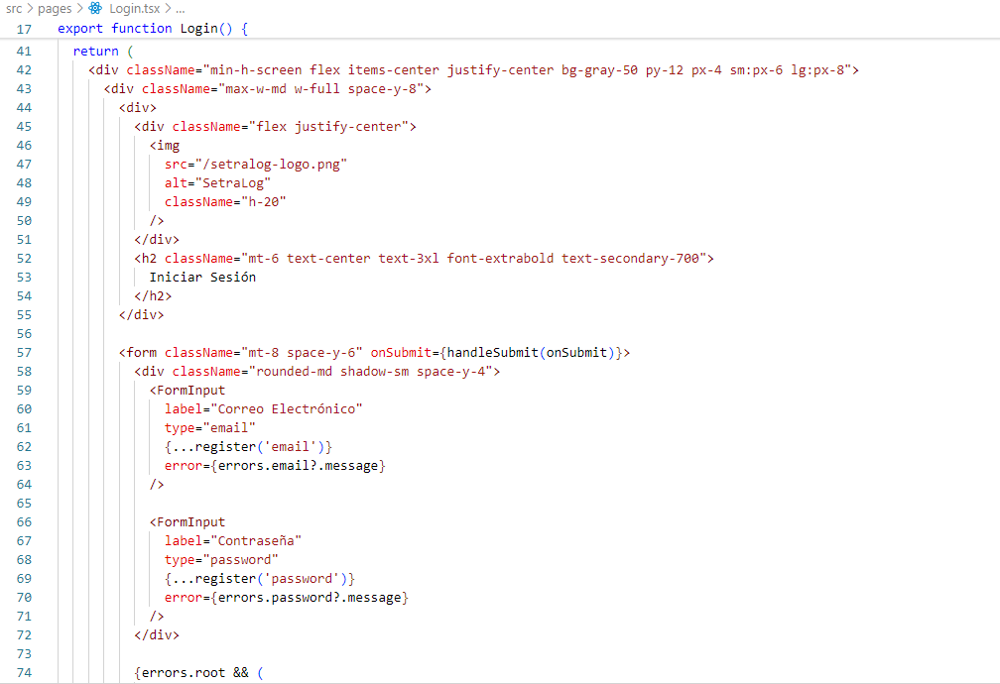 src > pages > Login.tsx > ...
17 export function Login() {
41 return (
42 <div className="min-h-screen flex items-center justify-center bg-gray-50 py-12 px-4 sm:px-6 lg:px-8">
43 <div className="max-w-md w-full space-y-8">
44 <div>
45 <div className="flex justify-center">
46 <img
47 src="/setralog-logo.png"
48 alt="SetraLog"
49 className="h-20"
50 />
51 </div>
52 <h2 className="mt-6 text-center text-3xl font-extrabold text-secondary-700">
53 Iniciar Sesión
54 </h2>
55 </div>
56
57 <form className="mt-8 space-y-6" onSubmit={handleSubmit(onSubmit)}>
58 <div className="rounded-md shadow-sm space-y-4">
59 <FormInput
60 label="Correo Electrónico"
61 type="email"
62 {...register('email')}
63 error={errors.email?.message}
64 />
65
66 <FormInput
67 label="Contraseña"
68 type="password"
69 {...register('password')}
70 error={errors.password?.message}
71 />
72 </div>
73
74 {errors.root && (